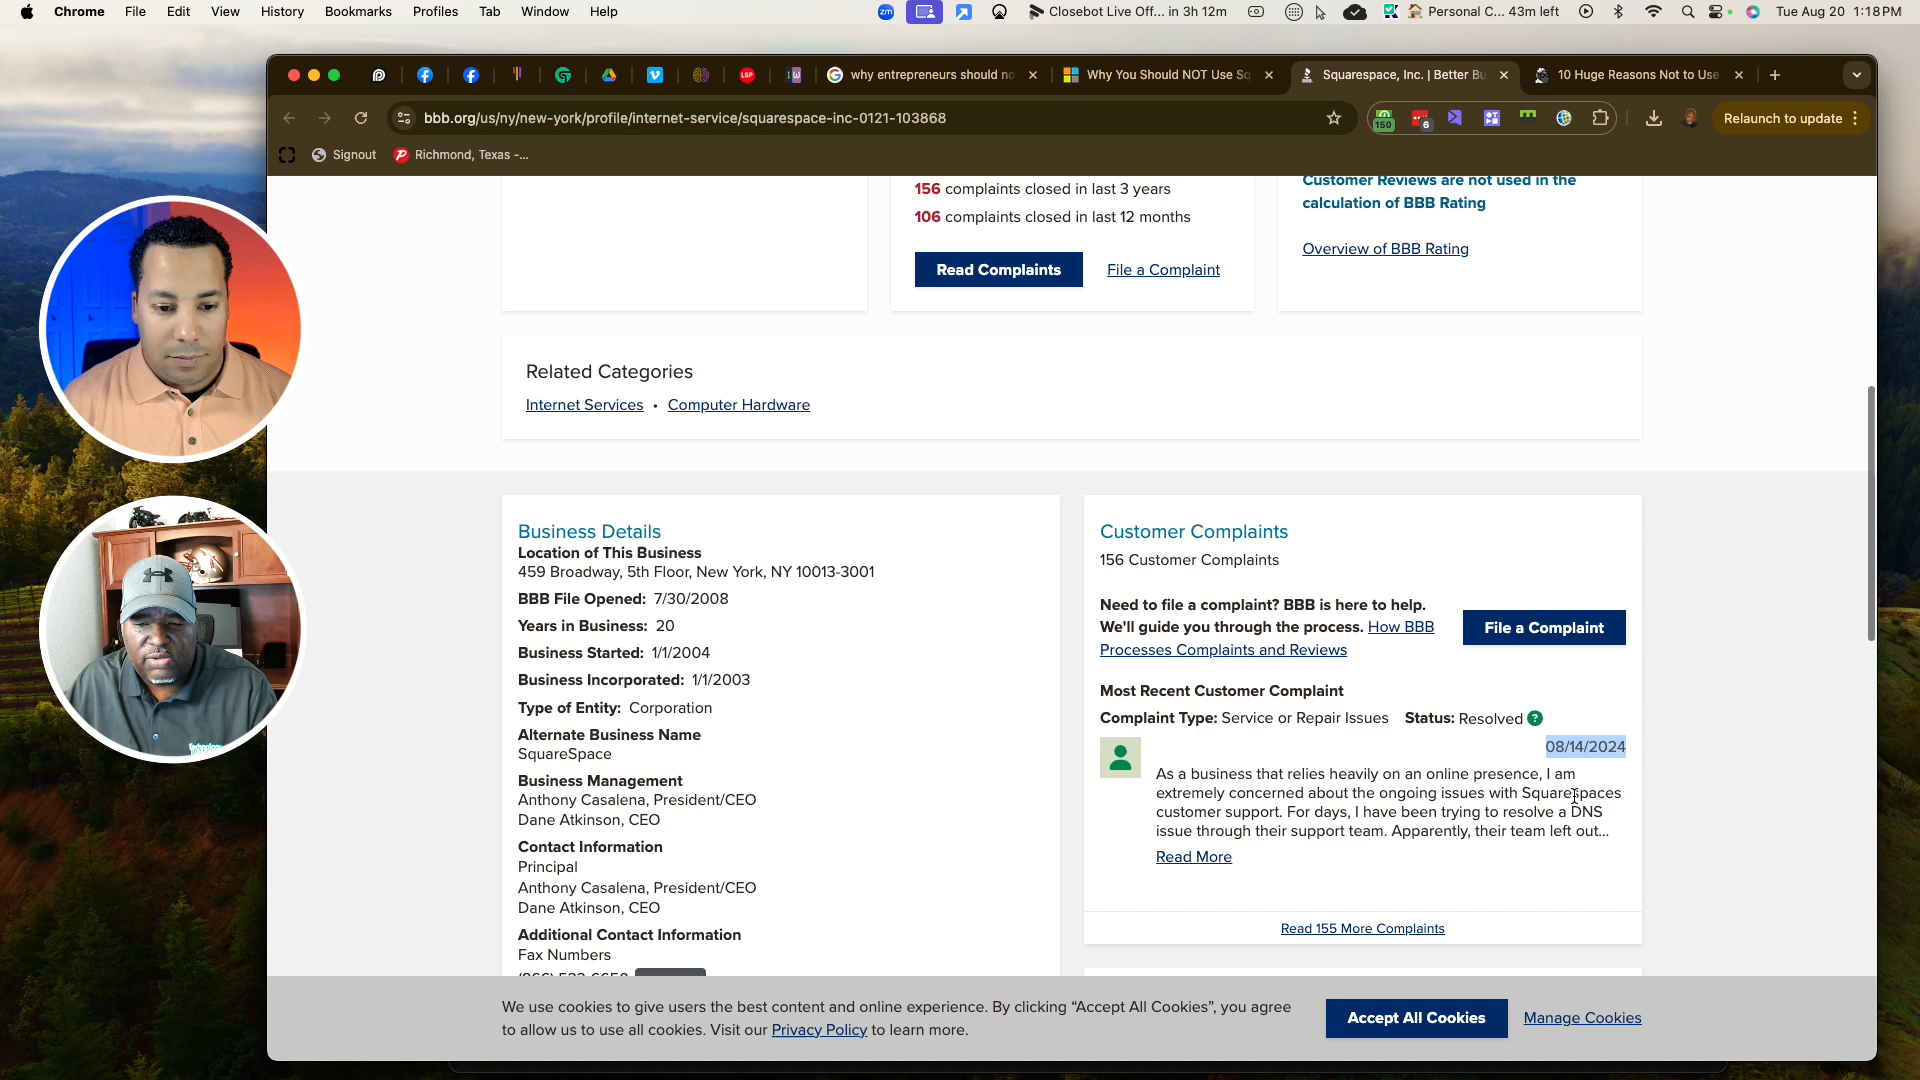 Chrome File Edit View History Bookmarks Profiles Tab Window Help
zm Closebot Live Off... in 3h 12m Personal C... 43m left Tue Aug 20 1:18 PM
why entrepreneurs should no
Why You Should NOT Use Sq
Squarespace, Inc. | Better Bu
10 Huge Reasons Not to Use
bbb.org/us/ny/new-york/profile/internet-service/squarespace-inc-0121-103868
150
6
Relaunch to update
Signout
Richmond, Texas -...
156 complaints closed in last 3 years
106 complaints closed in last 12 months
Read Complaints
File a Complaint
Customer Reviews are not used in the
calculation of BBB Rating
Overview of BBB Rating
Related Categories
Internet Services • Computer Hardware
Business Details
Location of This Business
459 Broadway, 5th Floor, New York, NY 10013-3001
BBB File Opened: 7/30/2008
Years in Business: 20
Business Started: 1/1/2004
Business Incorporated: 1/1/2003
Type of Entity: Corporation
Alternate Business Name
SquareSpace
Business Management
Anthony Casalena, President/CEO
Dane Atkinson, CEO
Contact Information
Principal
Anthony Casalena, President/CEO
Dane Atkinson, CEO
Additional Contact Information
Fax Numbers
Customer Complaints
156 Customer Complaints
Need to file a complaint? BBB is here to help.
We'll guide you through the process. How BBB
Processes Complaints and Reviews
File a Complaint
Most Recent Customer Complaint
Complaint Type: Service or Repair Issues Status: Resolved ?
08/14/2024
As a business that relies heavily on an online presence, I am
extremely concerned about the ongoing issues with Squarespaces
customer support. For days, I have been trying to resolve a DNS
issue through their support team. Apparently, their team left out...
Read More
Read 155 More Complaints
We use cookies to give users the best content and online experience. By clicking “Accept All Cookies”, you agree
to allow us to use all cookies. Visit our Privacy Policy to learn more.
Accept All Cookies
Manage Cookies